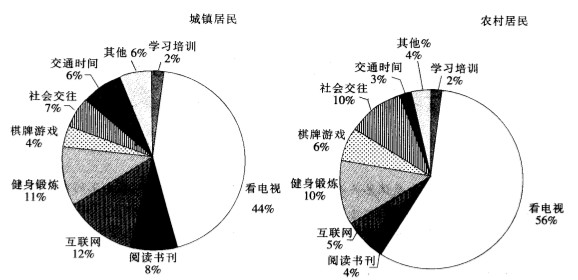 城镇居民
其他 6%
学习培训
2%
交通时间
6%
社会交往
7%
棋牌游戏
4%
健身锻炼
11%
互联网
12%
阅读书刊
8%
看电视
44%
农村居民
其他%
4%
学习培训
2%
交通时间
3%
社会交往
10%
棋牌游戏
6%
健身锻炼
10%
互联网
5%
阅读书刊
4%
看电视
56%